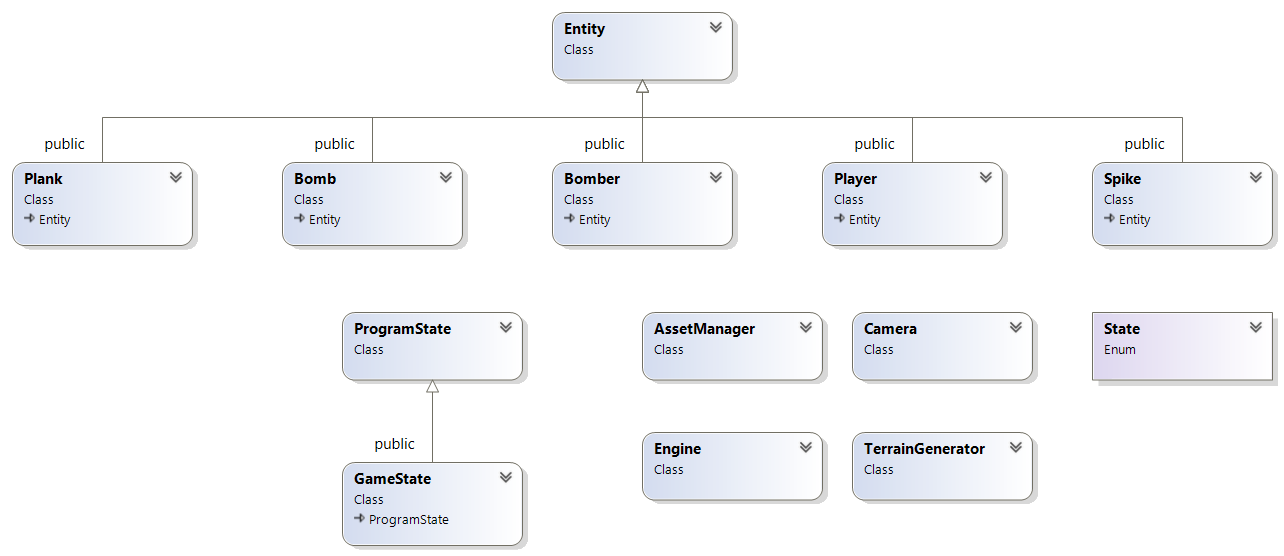 Entity
Class
public
public
public
public
public
Plank
Class
Entity
Bomb
Class
Entity
Bomber
Class
Entity
Player
Class
Entity
Spike
Class
Entity
ProgramState
Class
AssetManager
Class
Camera
Class
State
Enum
public
GameState
Class
ProgramState
Engine
Class
TerrainGenerator
Class